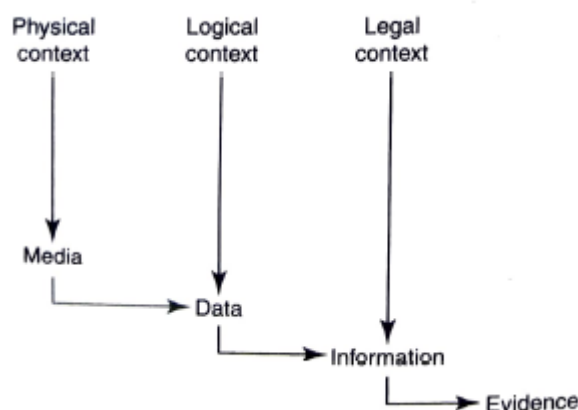 Physical
context
Logical
context
Legal
context
Media
Data
Information
Evidence